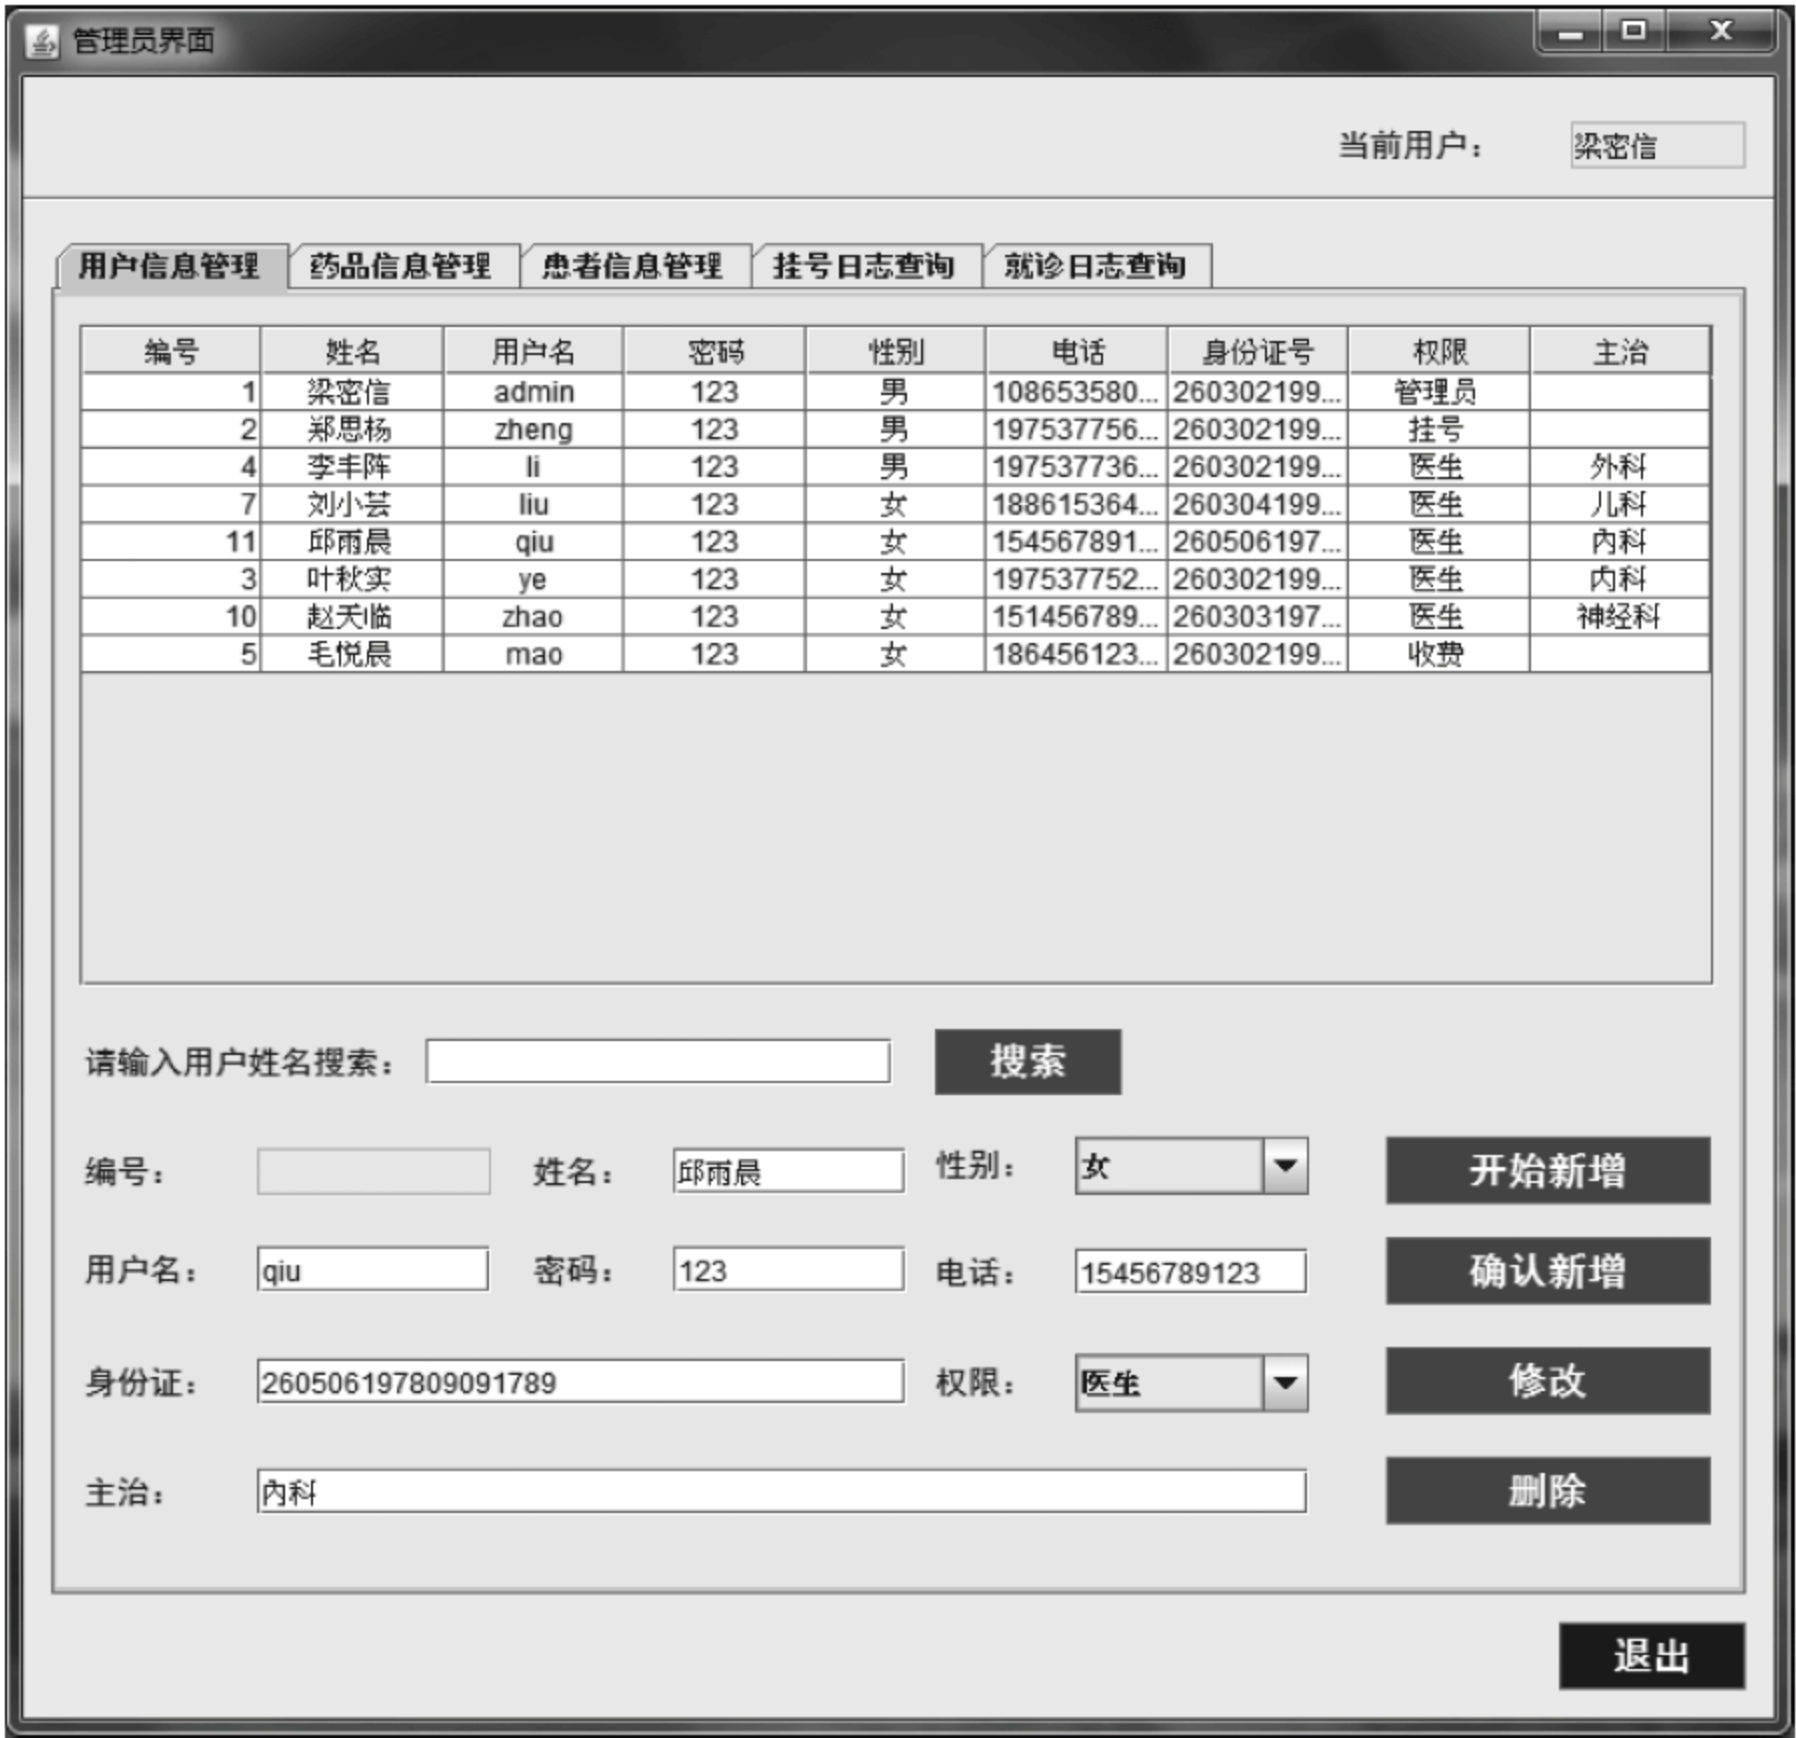 管理员界面
当前用户： 梁密信
用户信息管理 药品信息管理 患者信息管理 挂号日志查询 就诊日志查询
编号 姓名 用户名 密码 性别 电话 身份证号 权限 主治
1 梁密信 admin 123 男 108653580... 260302199... 管理员
2 郑思杨 zheng 123 男 197537756... 260302199... 挂号
4 李丰阵 li 123 男 197537736... 260302199... 医生 外科
7 刘小芸 liu 123 女 188615364... 260304199... 医生 儿科
11 邱雨晨 qiu 123 女 154567891... 260506197... 医生 内科
3 叶秋实 ye 123 女 197537752... 260302199... 医生 内科
10 赵天临 zhao 123 女 151456789... 260303197... 医生 神经科
5 毛悦晨 mao 123 女 186456123... 260302199... 收费
请输入用户姓名搜索： 搜索
编号： 姓名： 邱雨晨 性别： 女 开始新增
用户名： qiu 密码： 123 电话： 15456789123 确认新增
身份证： 260506197809091789 权限： 医生 修改
主治： 内科 删除
退出